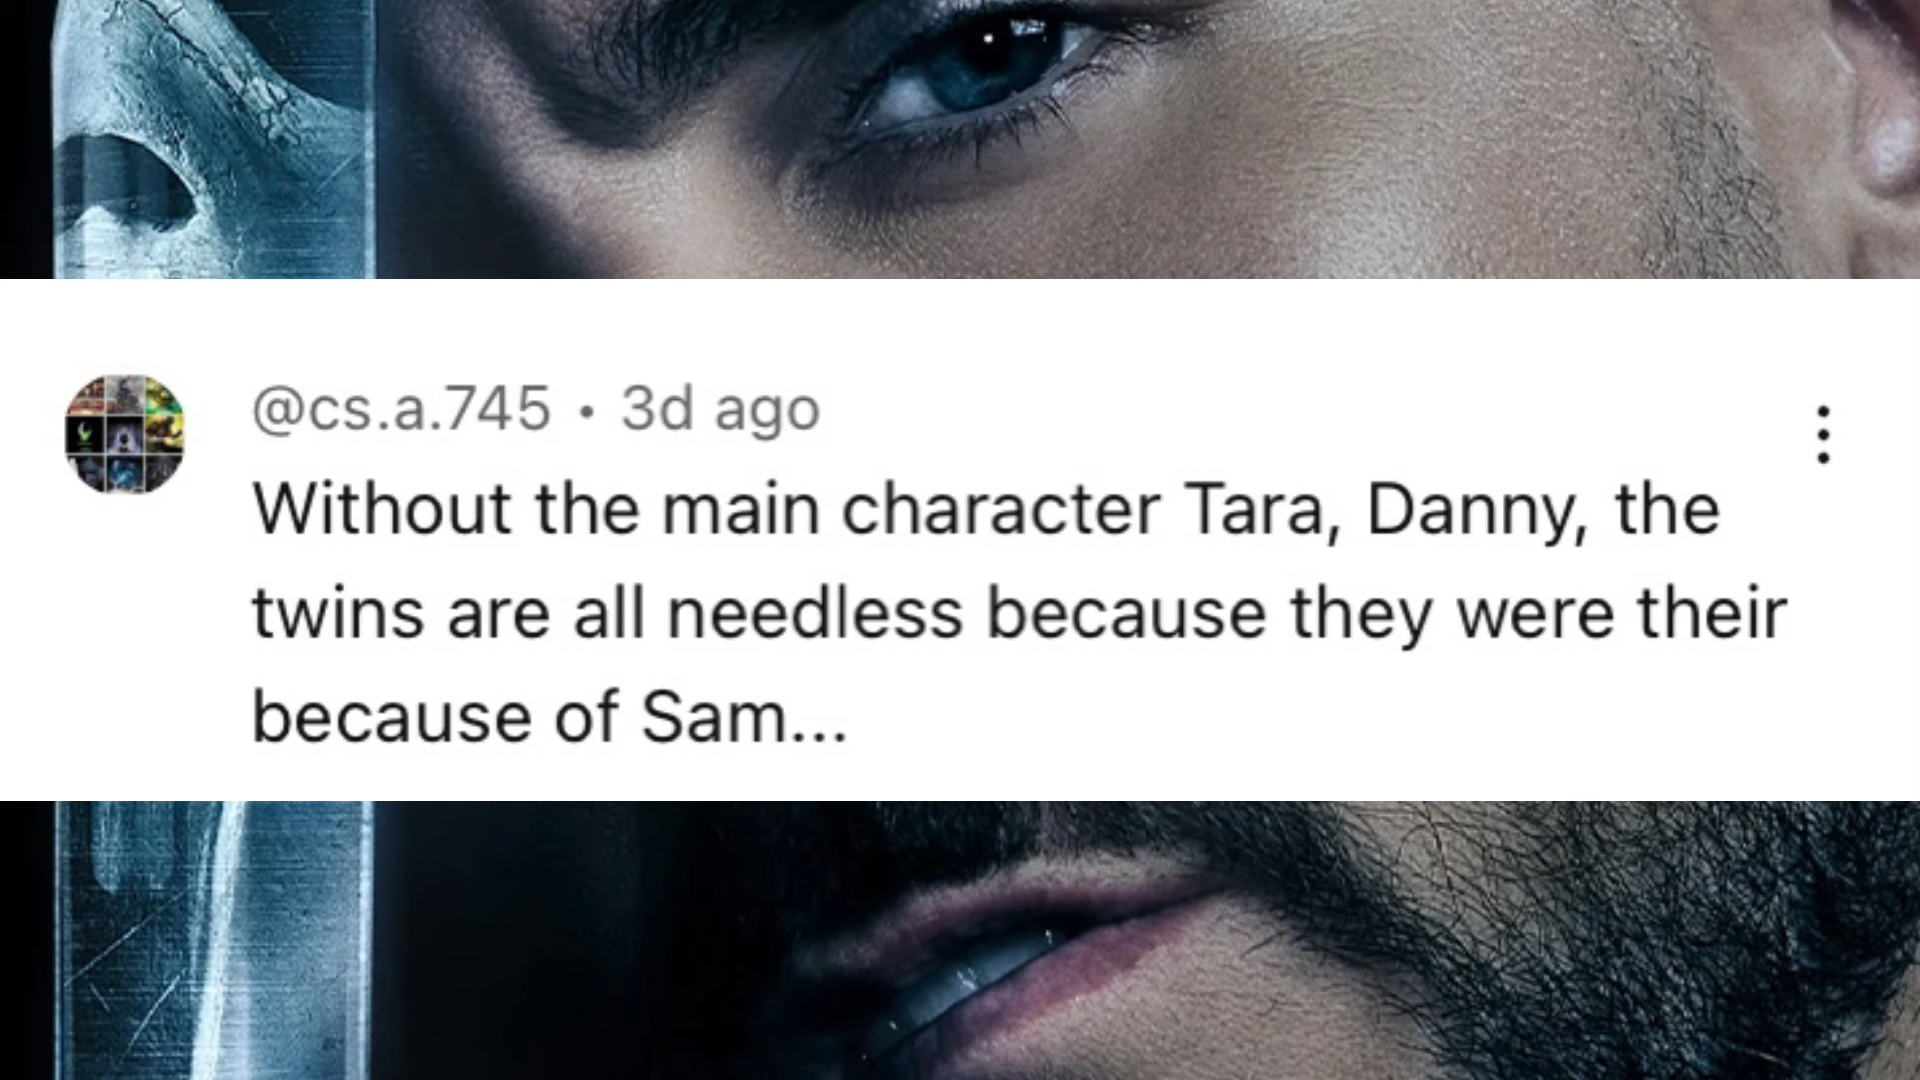 @cs.a.745 • 3d ago
Without the main character Tara, Danny, the
twins are all needless because they were their
because of Sam...